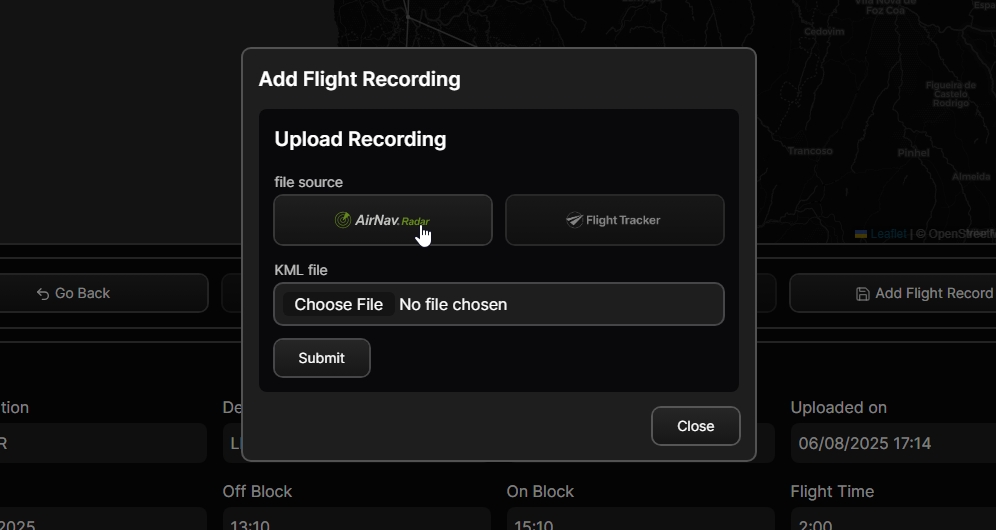 Vila Nova de
Foz Coa
Cedovim
Figueira de
Castelo
Rodrigo
Trancoso
Pinhel
Almeida
Leaflet | ©
Add Flight Recording
Upload Recording
file source
AirNav.Radar
Flight Tracker
KML file
Choose File No file chosen
Submit
Close
Go Back
Add Flight Record
tion
De
Uploaded on
R
06/08/2025 17:14
Off Block
On Block
Flight Time
2025
13:10
15:10
2:00